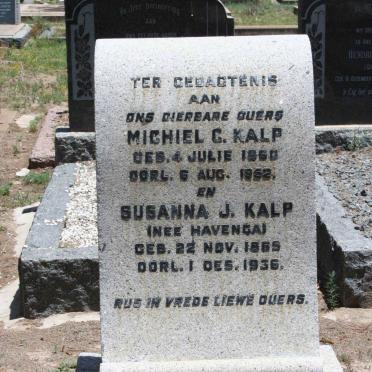 TER GEDAGTENIS
AAN
ONS DIERBARE OUERS
MICHIEL C. KALP
GEB. 4 JULIE 1860
OORL. 6 AUG. 1952.
EN
SUSANNA J. KALP
(NEE HAVENGA)
GEB. 22 NOV. 1869
OORL. 1 DES. 1936.
RUS IN VREDE LIEWE OUERS.